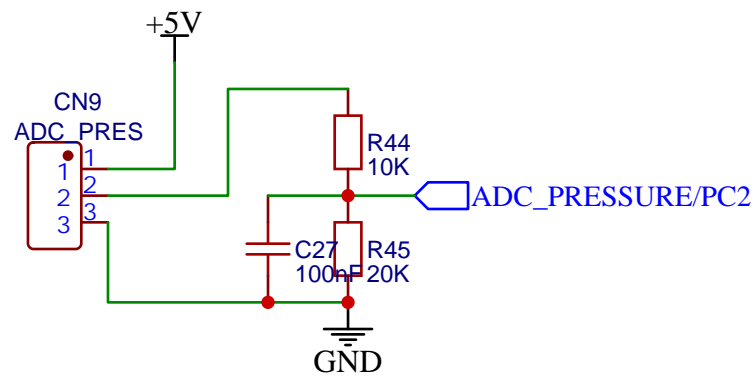 +5V
CN9
ADC_PRES
1
1
2
2
3
3
R44
10K
ADC_PRESSURE/PC2
C27
100nF
R45
20K
GND